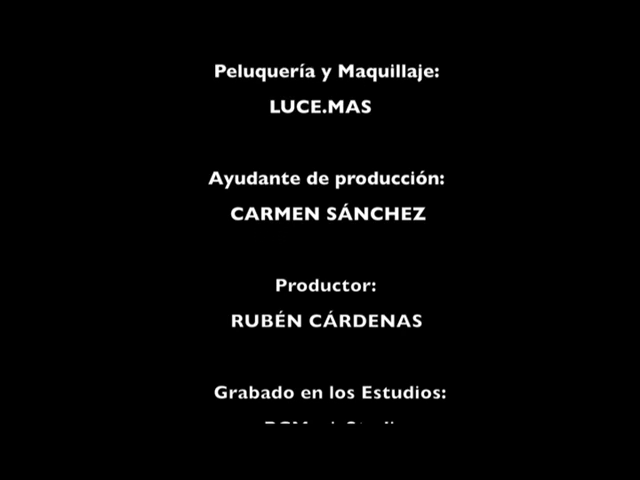 Peluquería y Maquillaje:
LUCE.MAS
Ayudante de producción:
CARMEN SÁNCHEZ
Productor:
RUBÉN CÁRDENAS
Grabado en los Estudios: